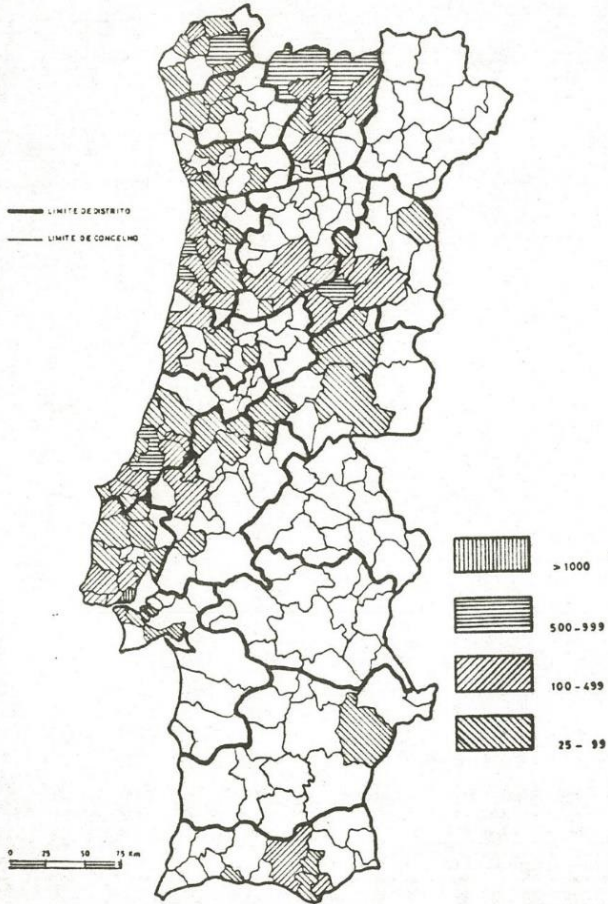 LIMITE DE DISTRITO
LIMITE DE CONCELHO
> 1000
500-999
100-499
25-99
0 25 50 75 Km